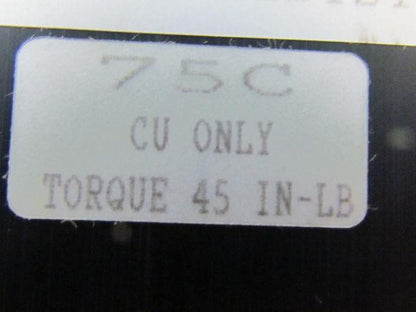 75C
CU ONLY
TORQUE 45 IN-LB